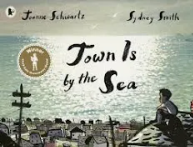 Joanne Schwartz
Sydney Smith
Town Is
by the Sea